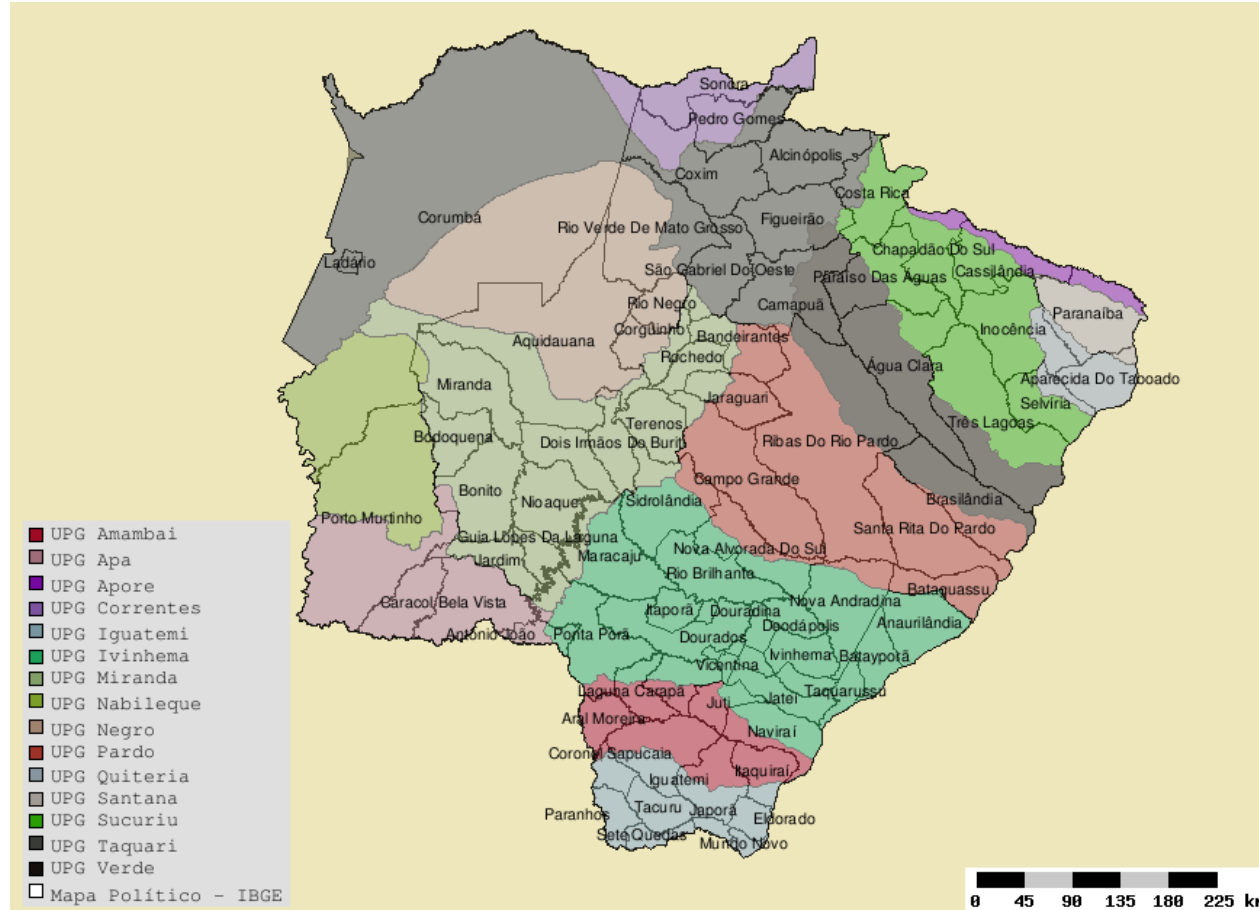 Sonora
Pedro Gomes
Alcinópolis
Coxim
Costa Rica
Corumbá
Figueirão
Rio Verde De Mato Grosso
Chapadão Do Sul
Ladário
São Gabriel Do Oeste
Paraíso Das Águas
Cassilândia
Rio Negro
Camapuã
Paranaíba
Corguinho
Bandeirantes
Inocência
Aquidauana
Rochedo
Água Clara
Miranda
Aparecida Do Taboado
Jaraguari
Selvíria
Terenos
Três Lagoas
Bodoquena
Dois Irmãos Do Buriti
Ribas Do Rio Pardo
Campo Grande
Bonito
Nioaque
Sidrolândia
Brasilândia
Porto Murtinho
Santa Rita Do Pardo
Guia Lopes Da Laguna
Nova Alvorada Do Sul
Jardim
Maracaju
Rio Brilhante
Bataguassu
Caracol
Bela Vista
Nova Andradina
Itaporã
Douradina
Deodápolis
Anaurilândia
Antônio João
Ponta Porã
Dourados
Ivinhema
Batayporã
Vicentina
Laguna Carapã
Juti
Jateí
Taquarussu
Aral Moreira
Naviraí
Coronel Sapucaia
Itaquiraí
Iguatemi
Paranhos
Tacuru
Japorã
Eldorado
Sete Quedas
Mundo Novo
UPG Amambai
UPG Apa
UPG Apore
UPG Correntes
UPG Iguatemi
UPG Ivinhema
UPG Miranda
UPG Nabileque
UPG Negro
UPG Pardo
UPG Quiteria
UPG Santana
UPG Sucuriu
UPG Taquari
UPG Verde
Mapa Político - IBGE
0 45 90 135 180 225